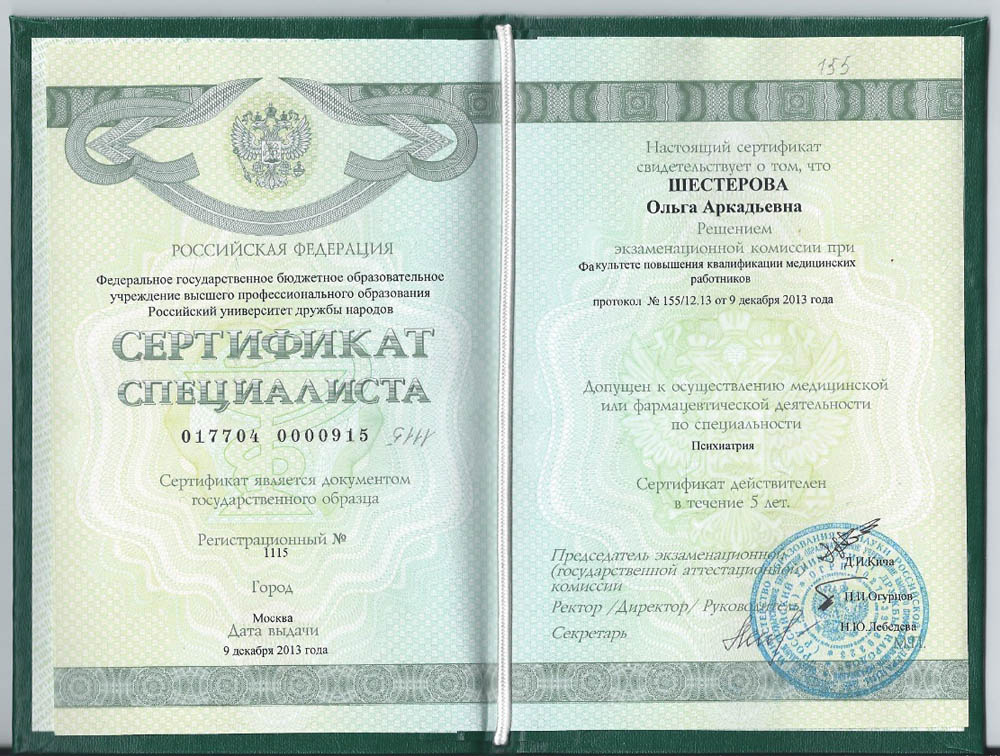 РОССИЙСКАЯ ФЕДЕРАЦИЯ
Федеральное государственное бюджетное образовательное
учреждение высшего профессионального образования
Российский университет дружбы народов
СЕРТИФИКАТ
СПЕЦИАЛИСТА
017704 0000915 1115
Сертификат является документом
государственного образца
Регистрационный №
1115
Город
Москва
Дата выдачи
9 декабря 2013 года
155
Настоящий сертификат
свидетельствует о том, что
ШЕСТЕРОВА
Ольга Аркадьевна
Решением
экзаменационной комиссии при
Факультете повышения квалификации медицинских
работников
протокол № 155/12.13 от 9 декабря 2013 года
Допущен к осуществлению медицинской
или фармацевтической деятельности
по специальности
Психиатрия
Сертификат действителен
в течение 5 лет.
Председатель экзаменационной
(государственной аттестационной)
комиссии
Д.И.Кича
Ректор /Директор/ Руководитель
П.П.Огурцов
Секретарь
Н.Ю.Лебедева
М.П.